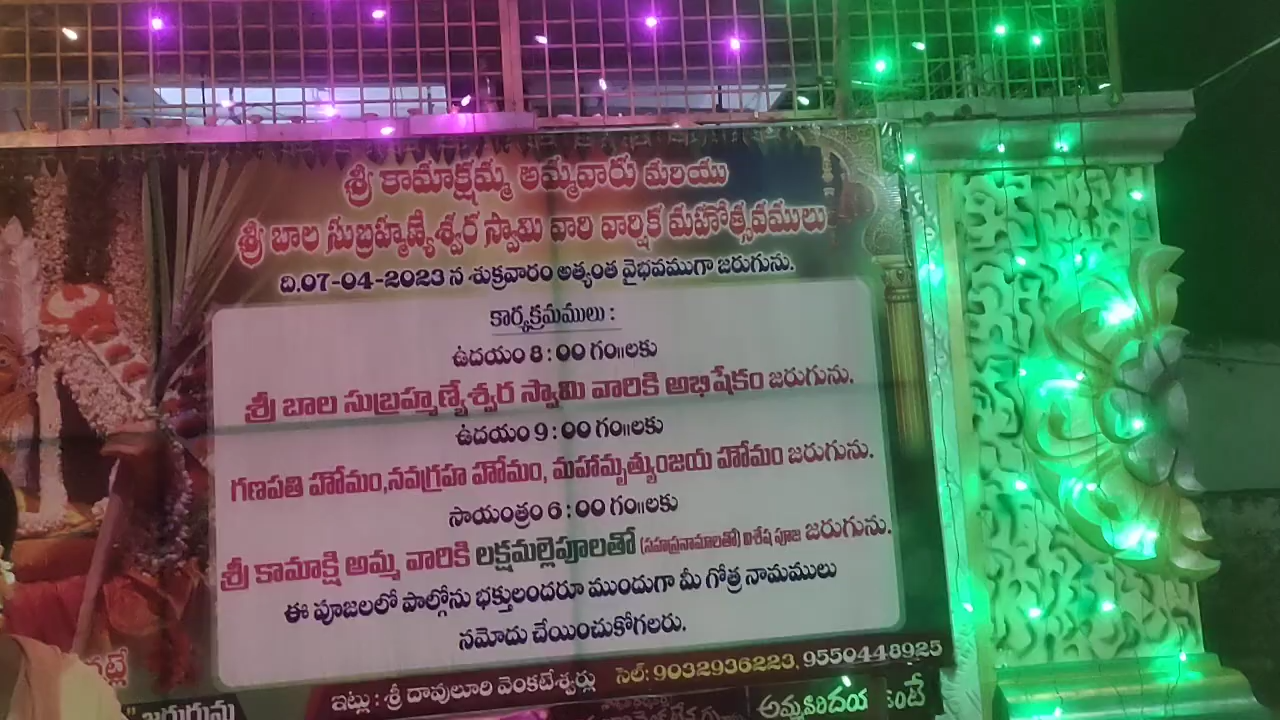 శ్రీ కామాక్షమ్మ అమ్మవారు మరియు
శ్రీ బాల సుబ్రహ్మణ్యేశ్వర స్వామి వారి వార్షిక మహోత్సవములు
ది.07-04-2023 న శుక్రవారం అత్యంత వైభవముగా జరుగును.
కార్యక్రమములు :
ఉదయం 8 : 00 గం॥లకు
శ్రీ బాల సుబ్రహ్మణ్యేశ్వర స్వామి వారికి అభిషేకం జరుగును.
ఉదయం 9 : 00 గం॥లకు
గణపతి హోమం,నవగ్రహ హోమం, మహామృత్యుంజయ హోమం జరుగును.
సాయంత్రం 6 : 00 గం॥లకు
శ్రీ కామాక్షి అమ్మ వారికి లక్షమల్లెపూలతో (సహస్రనామాలతో) విశేష పూజ జరుగును.
ఈ పూజలలో పాల్గోను భక్తులందరూ ముందుగా మీ గోత్ర నామములు
నమోదు చేయించుకోగలరు.
ఇట్లు : శ్రీ దావులూరి వెంకటేశ్వర్లు సెల్: 9032936223, 9550448925
జరుగును